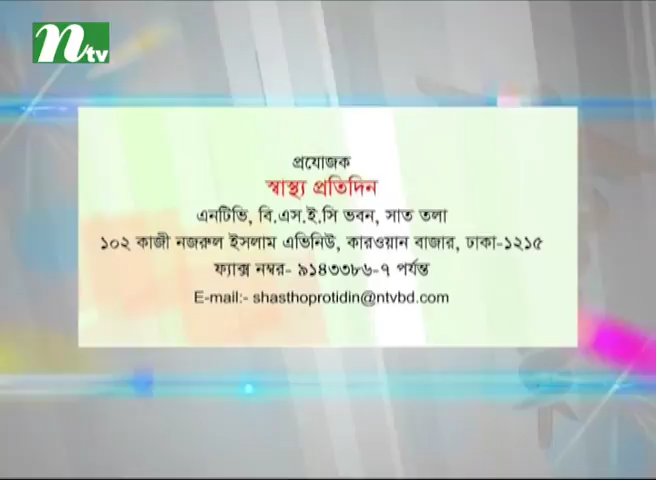 ntv
প্রযোজক
স্বাস্থ্য প্রতিদিন
এনটিভি, বি.এস.ই.সি ভবন, সাত তলা
১০২ কাজী নজরুল ইসলাম এভিনিউ, কারওয়ান বাজার, ঢাকা-১২১৫
ফ্যাক্স নম্বর- ৯১৪৩৩৮৬-৭ পর্যন্ত
E-mail:- shasthoprotidin@ntvbd.com